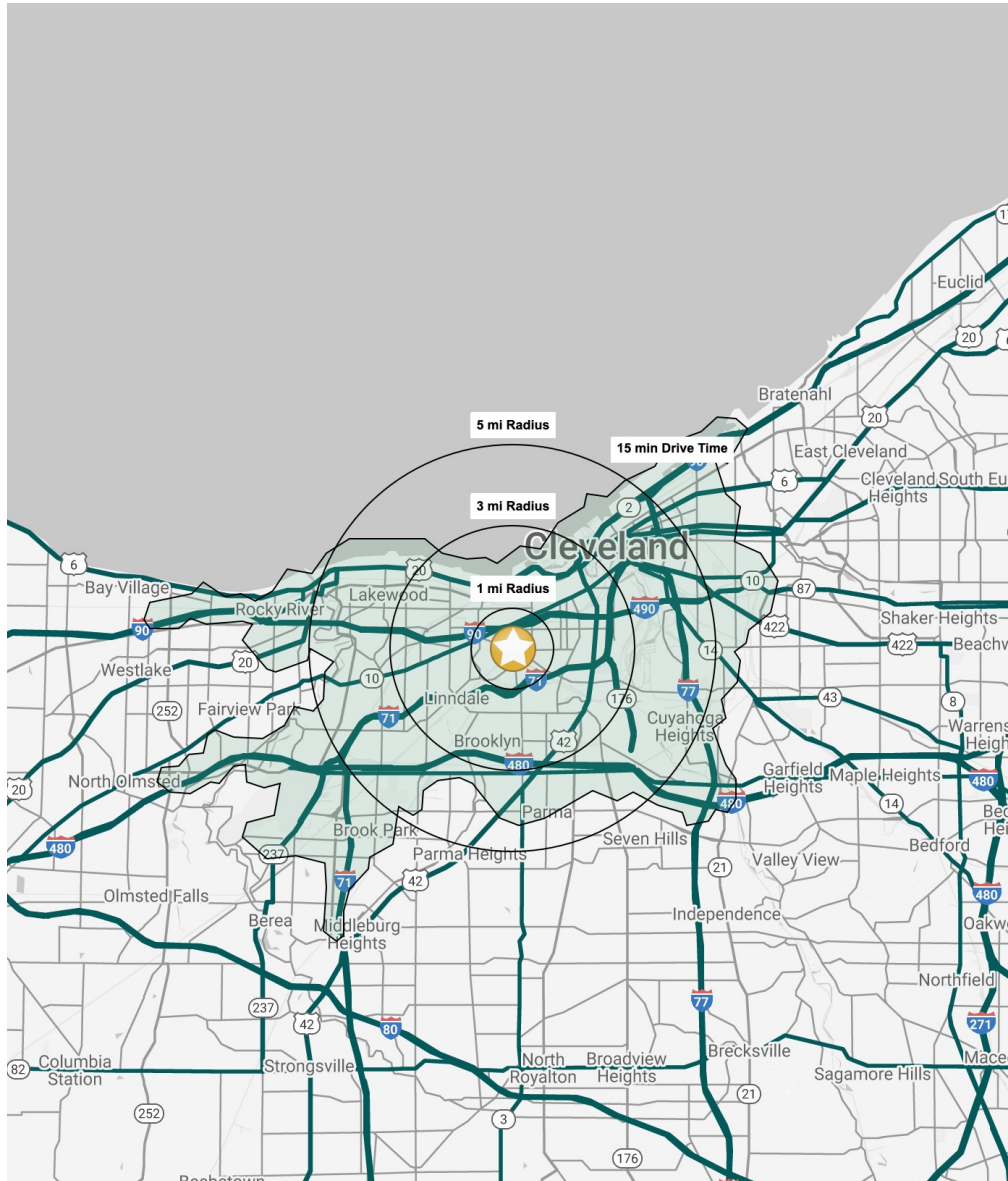 Euclid
20
Bratenahl
20
5 mi Radius
15 min Drive Time
East Cleveland
6
Cleveland
Heights
South Eu
3 mi Radius
2
Cleveland
6
Bay Village
20
Lakewood
1 mi Radius
10
87
Rocky River
490
Shaker Heights
90
90
422
422
Beachw
Westlake
20
10
71
14
Linndale
77
176
43
8
252
Fairview Park
71
Cuyahoga
Heights
Warrens
Heigh
Brooklyn
42
480
North Olmsted
20
Garfield
Heights
Maple Heights
480
480
14
Parma
Brook Park
Seven Hills
Bed
He
480
237
Parma Heights
Bedford
71
42
21
Valley View
480
Olmsted Falls
Berea
Middleburg
Heights
Independence
Oakw
Northfield
237
42
80
77
271
82
Columbia
Station
Strongsville
North
Royalton
Broadview
Heights
Brecksville
Sagamore Hills
Mace
252
3
21
176